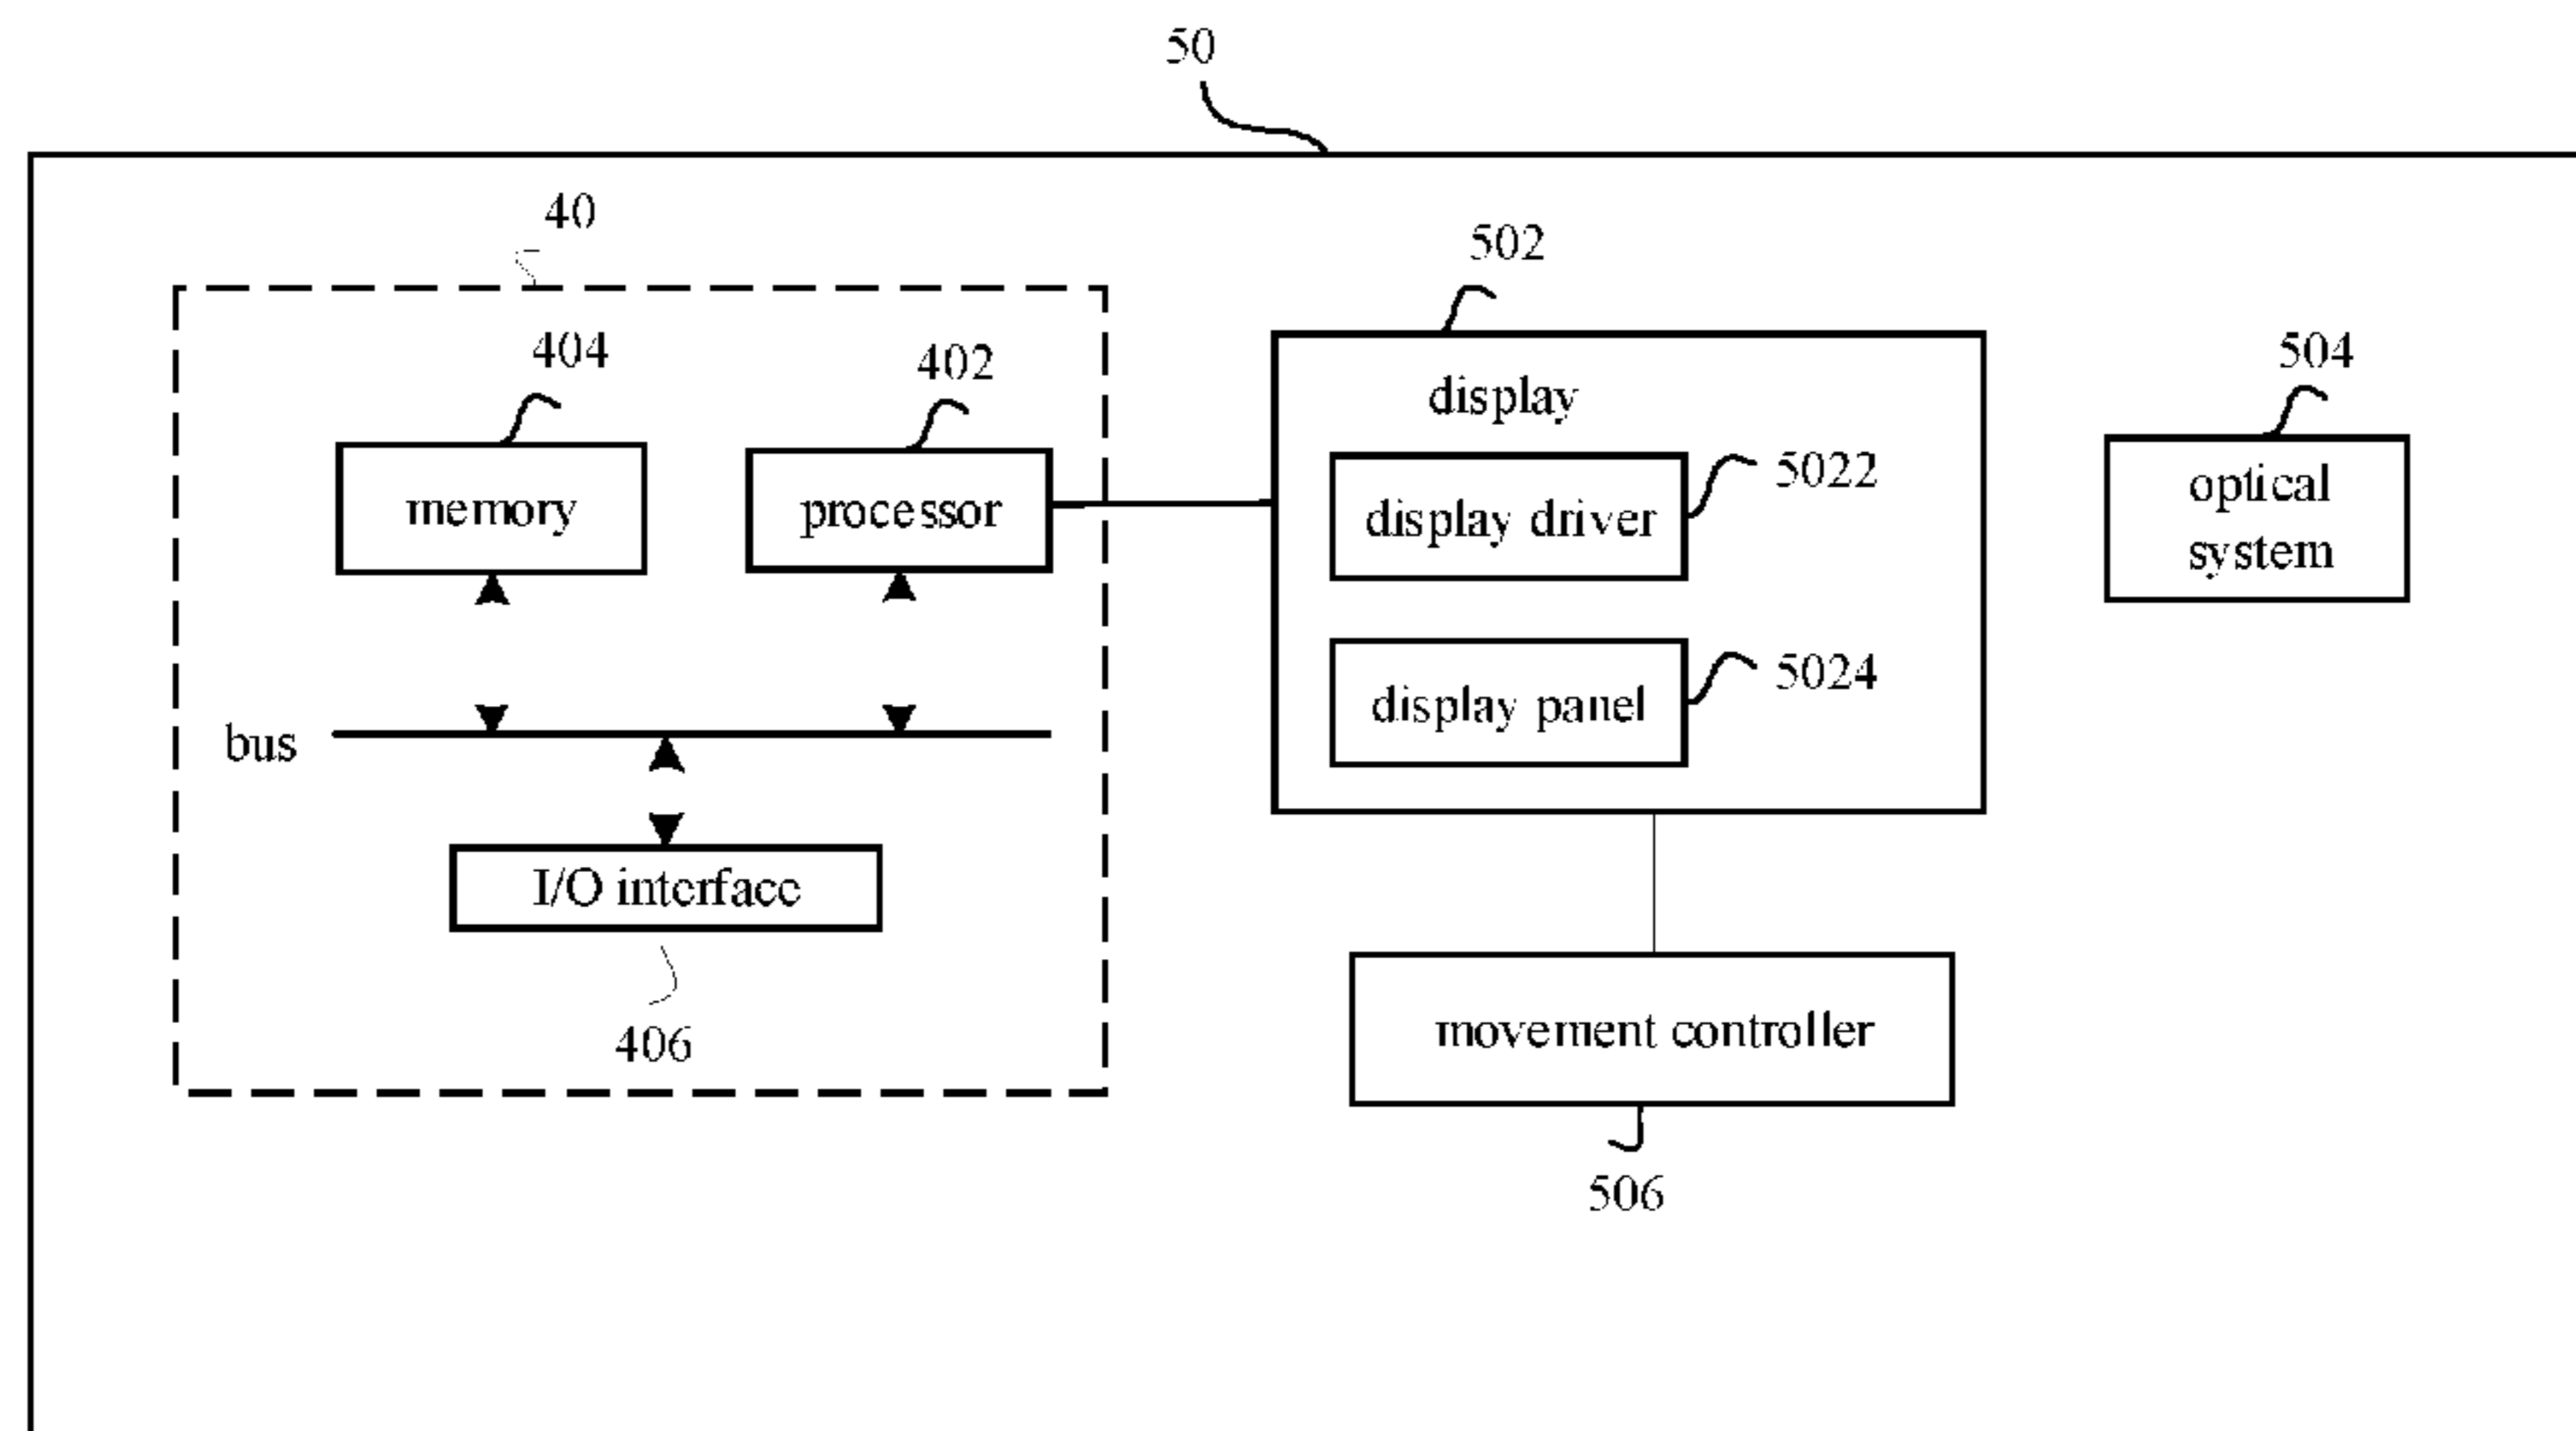 50
40
502
404
402
504
display
optical
system
5022
memory
processor
display driver
5024
display panel
bus
I/O interface
movement controller
406
506